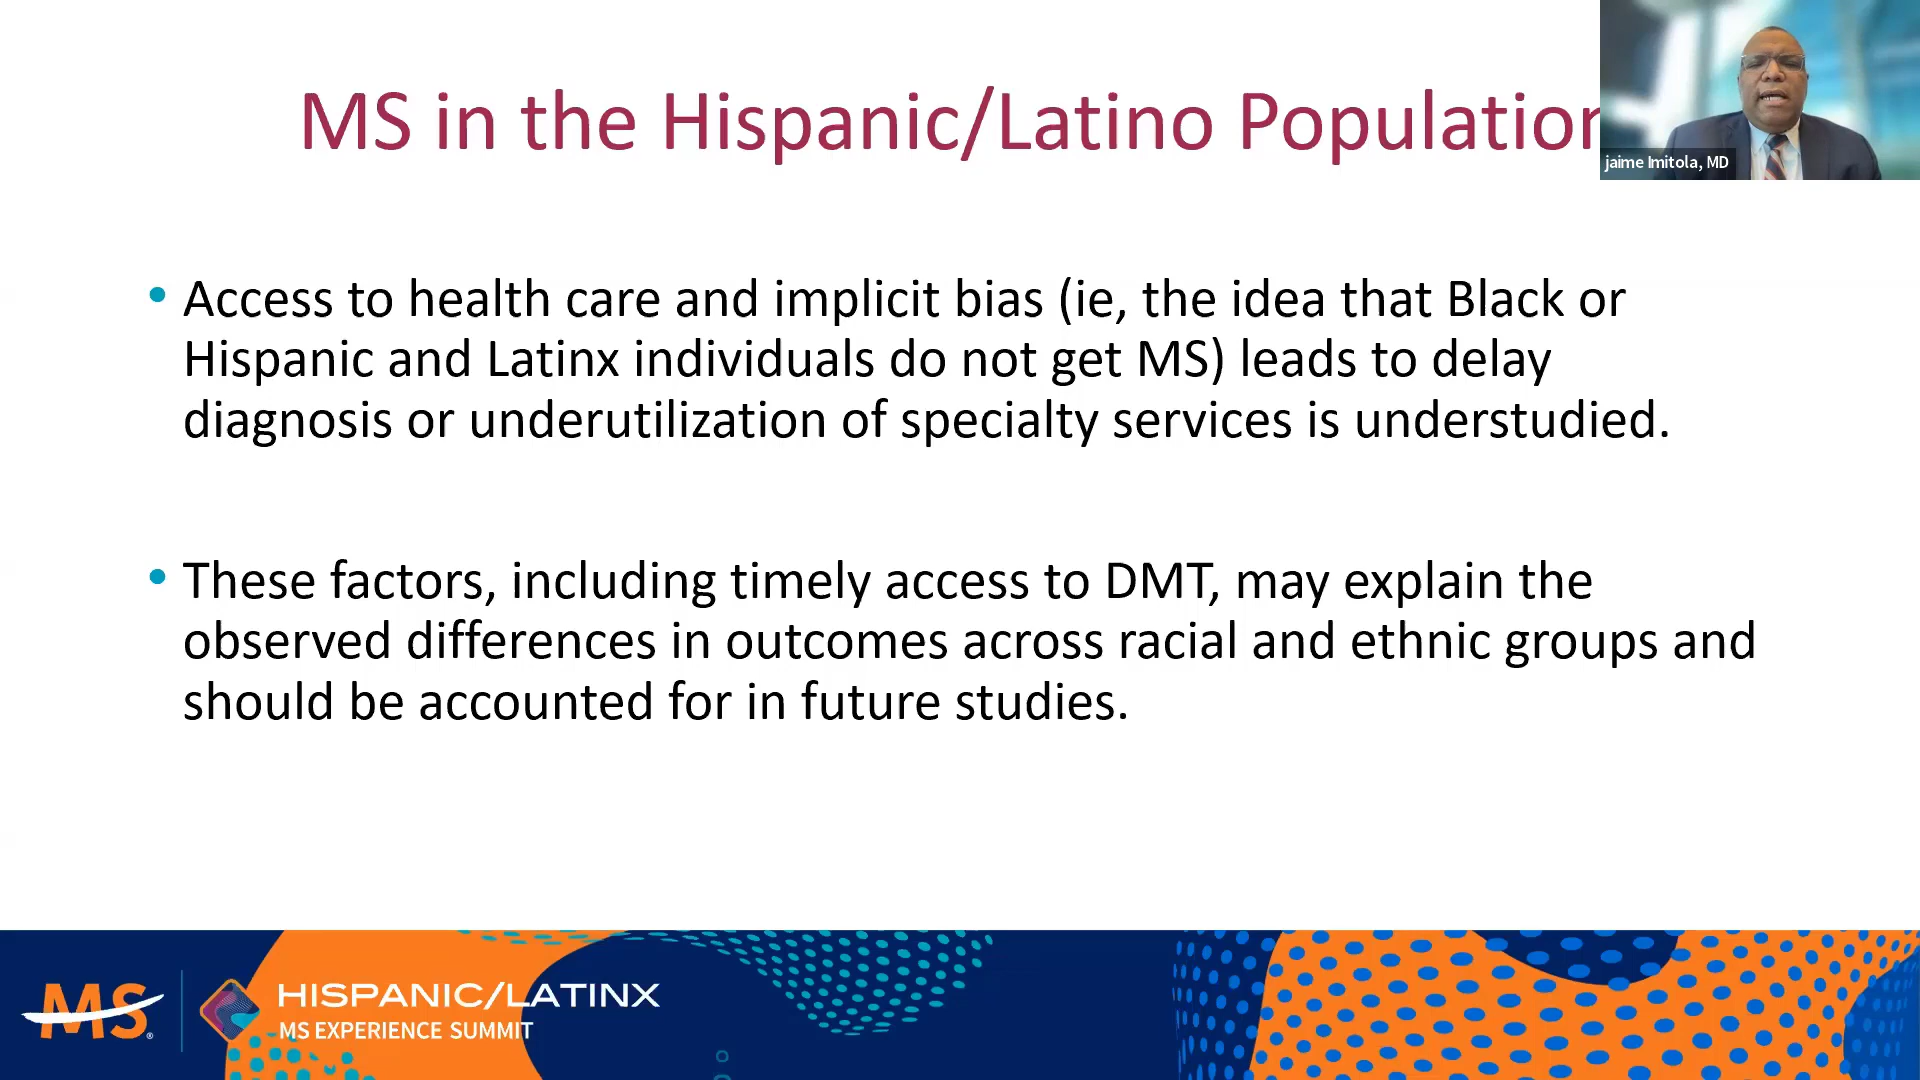 MS in the Hispanic/Latino Population
jaime Imitola, MD
• Access to health care and implicit bias (ie, the idea that Black or
Hispanic and Latinx individuals do not get MS) leads to delay
diagnosis or underutilization of specialty services is understudied.
• These factors, including timely access to DMT, may explain the
observed differences in outcomes across racial and ethnic groups and
should be accounted for in future studies.
MS®
HISPANIC/LATINX
MS EXPERIENCE SUMMIT